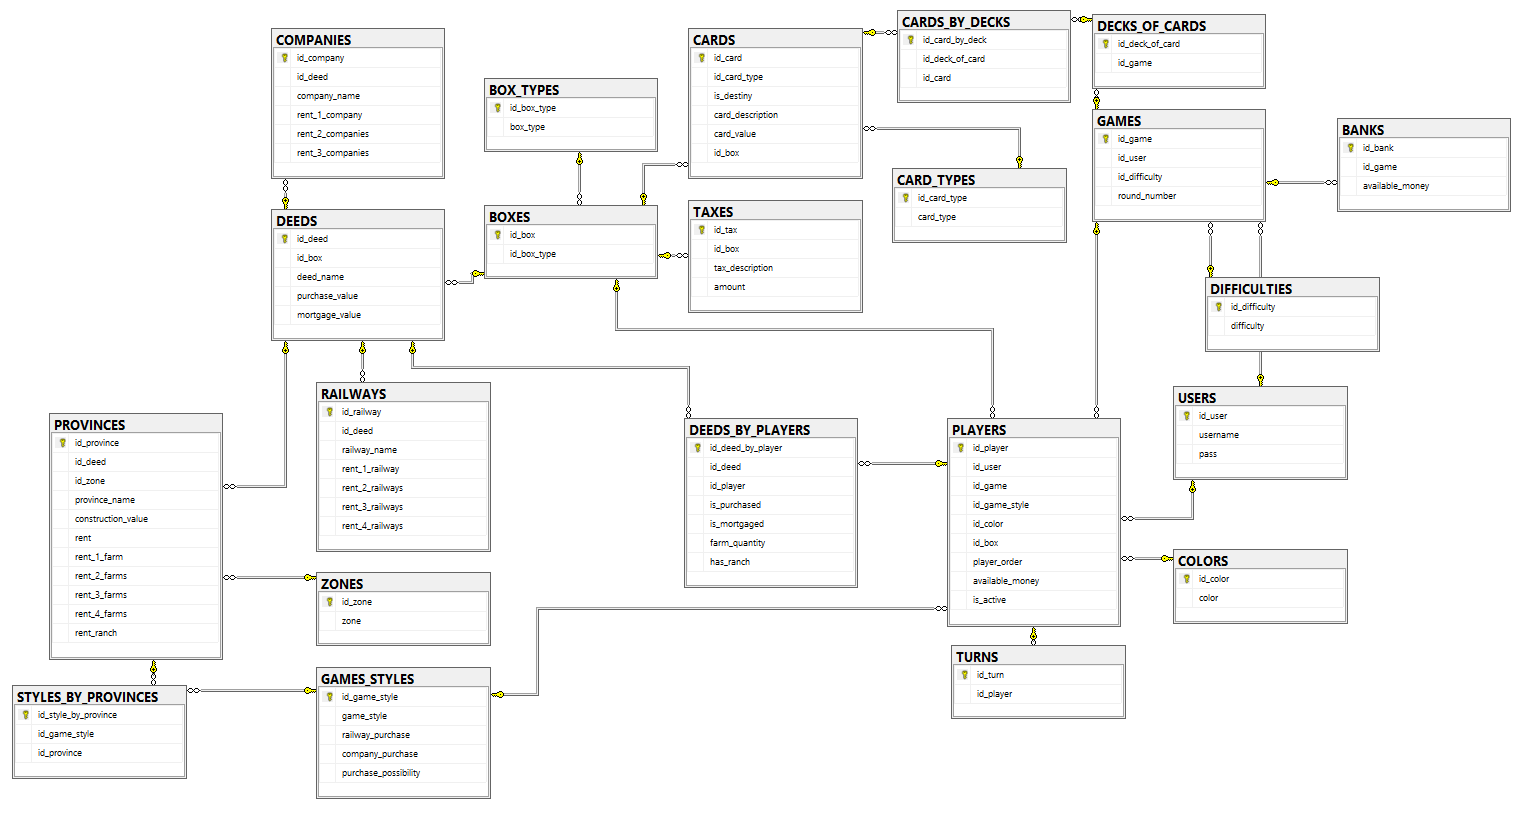 COMPANIES
id_company
id_deed
company_name
rent_1_company
rent_2_companies
rent_3_companies
BOX_TYPES
id_box_type
box_type
CARDS
id_card
id_card_type
is_destiny
card_description
card_value
id_box
CARDS_BY_DECKS
id_card_by_deck
id_deck_of_card
id_card
DECKS_OF_CARDS
id_deck_of_card
id_game
GAMES
id_game
id_user
id_difficulty
round_number
BANKS
id_bank
id_game
available_money
CARD_TYPES
id_card_type
card_type
DEEDS
id_deed
id_box
deed_name
purchase_value
mortgage_value
BOXES
id_box
id_box_type
TAXES
id_tax
id_box
tax_description
amount
DIFFICULTIES
id_difficulty
difficulty
RAILWAYS
id_railway
id_deed
railway_name
rent_1_railway
rent_2_railways
rent_3_railways
rent_4_railways
PROVINCES
id_province
id_deed
id_zone
province_name
construction_value
rent
rent_1_farm
rent_2_farms
rent_3_farms
rent_4_farms
rent_ranch
DEEDS_BY_PLAYERS
id_deed_by_player
id_deed
id_player
is_purchased
is_mortgaged
farm_quantity
has_ranch
PLAYERS
id_player
id_user
id_game
id_game_style
id_color
id_box
player_order
available_money
is_active
USERS
id_user
username
pass
COLORS
id_color
color
ZONES
id_zone
zone
TURNS
id_turn
id_player
STYLES_BY_PROVINCES
id_style_by_province
id_game_style
id_province
GAMES_STYLES
id_game_style
game_style
railway_purchase
company_purchase
purchase_possibility